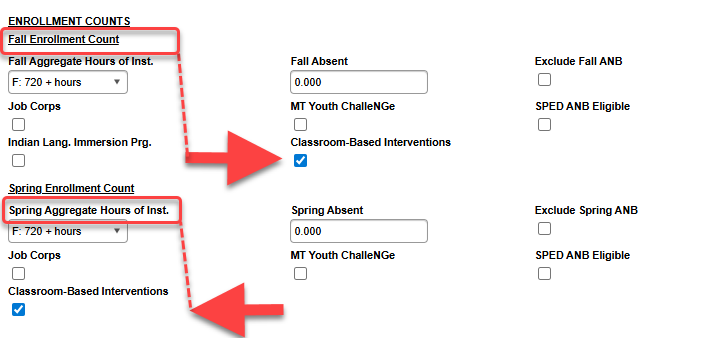 ENROLLMENT COUNTS
Fall Enrollment Count
Fall Aggregate Hours of Inst. Fall Absent Exclude Fall ANB
F: 720 + hours 0.000
Job Corps MT Youth ChalleNGe SPED ANB Eligible
Indian Lang. Immersion Prg. Classroom-Based Interventions
Spring Enrollment Count
Spring Aggregate Hours of Inst. Spring Absent Exclude Spring ANB
F: 720 + hours 0.000
Job Corps MT Youth ChalleNGe SPED ANB Eligible
Classroom-Based Interventions